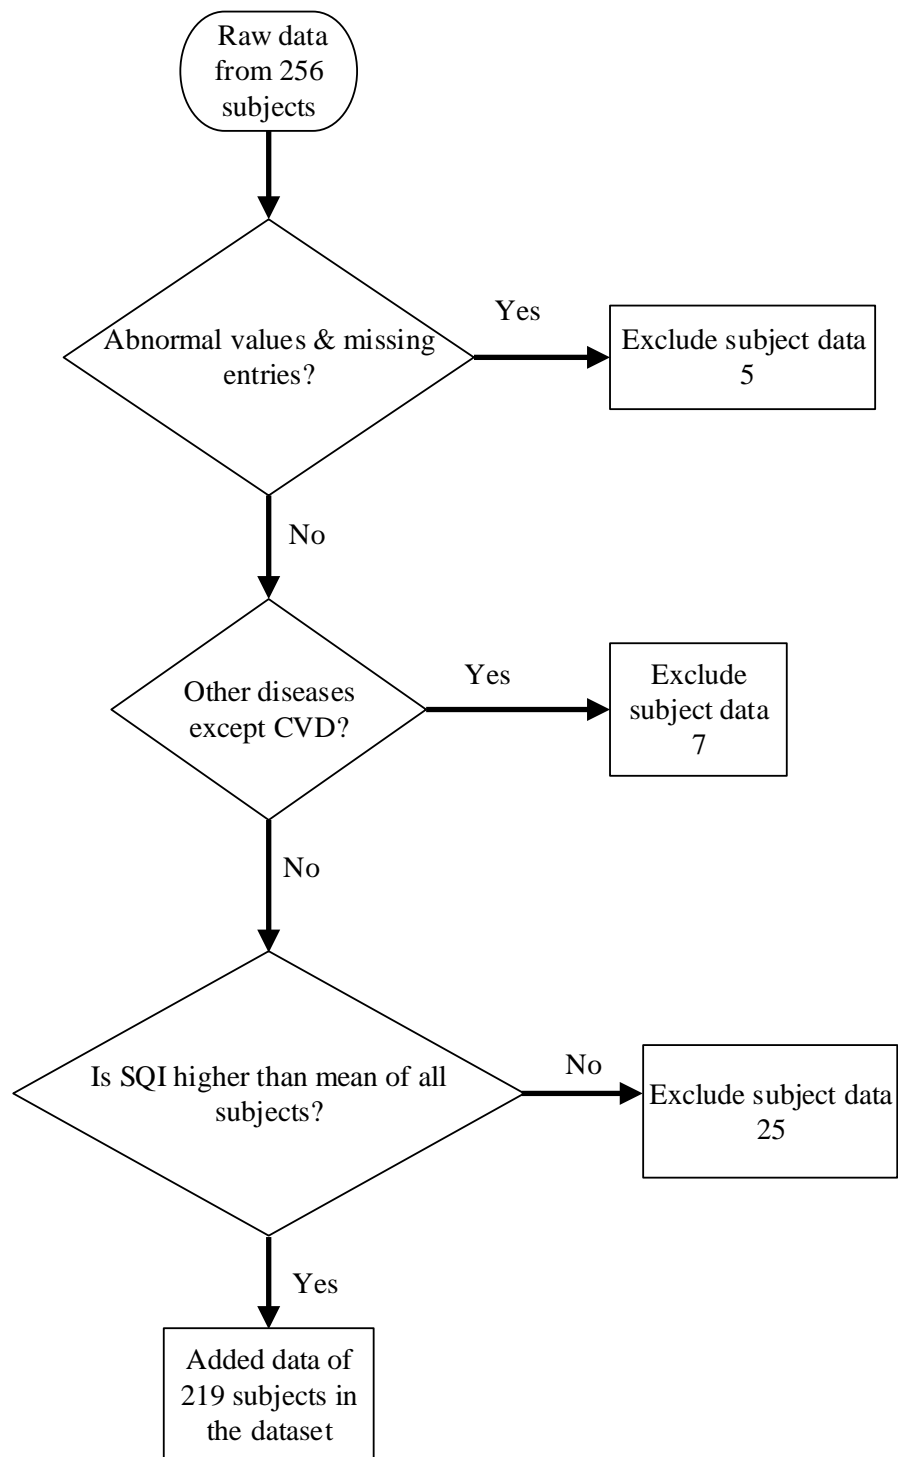 Raw data
from 256
subjects
Abnormal values & missing
entries?
Yes
Exclude subject data
5
No
Other diseases
except CVD?
Yes
Exclude
subject data
7
No
Is SQI higher than mean of all
subjects?
No
Exclude subject data
25
Yes
Added data of
219 subjects in
the dataset